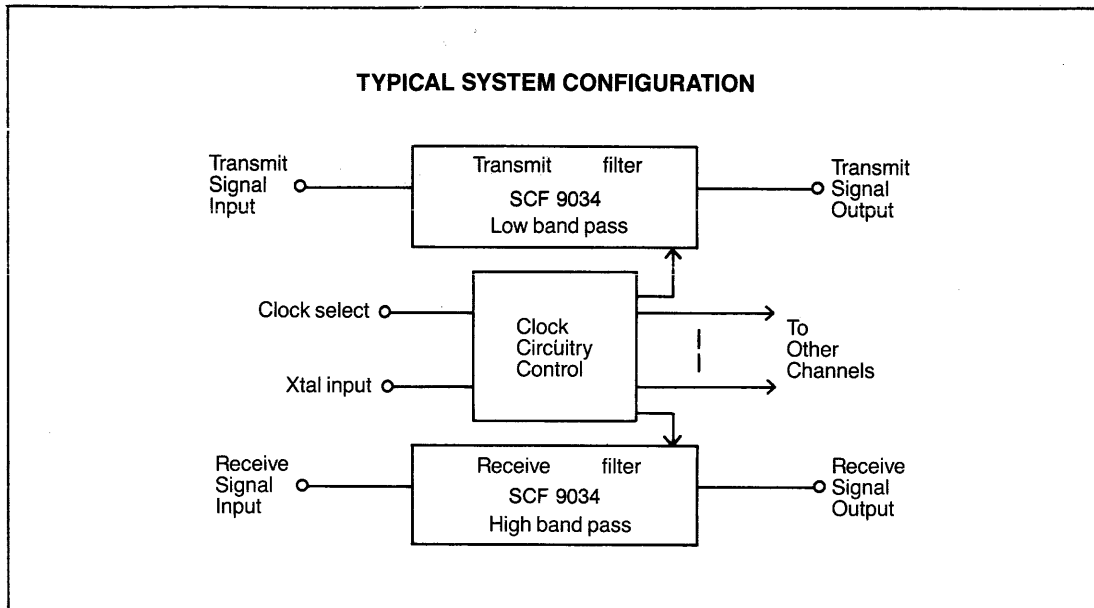 TYPICAL SYSTEM CONFIGURATION
Transmit
Signal
Input
Transmit filter
SCF 9034
Low band pass
Transmit
Signal
Output
Clock select
Xtal input
Clock
Circuitry
Control
To
Other
Channels
Receive
Signal
Input
Receive filter
SCF 9034
High band pass
Receive
Signal
Output